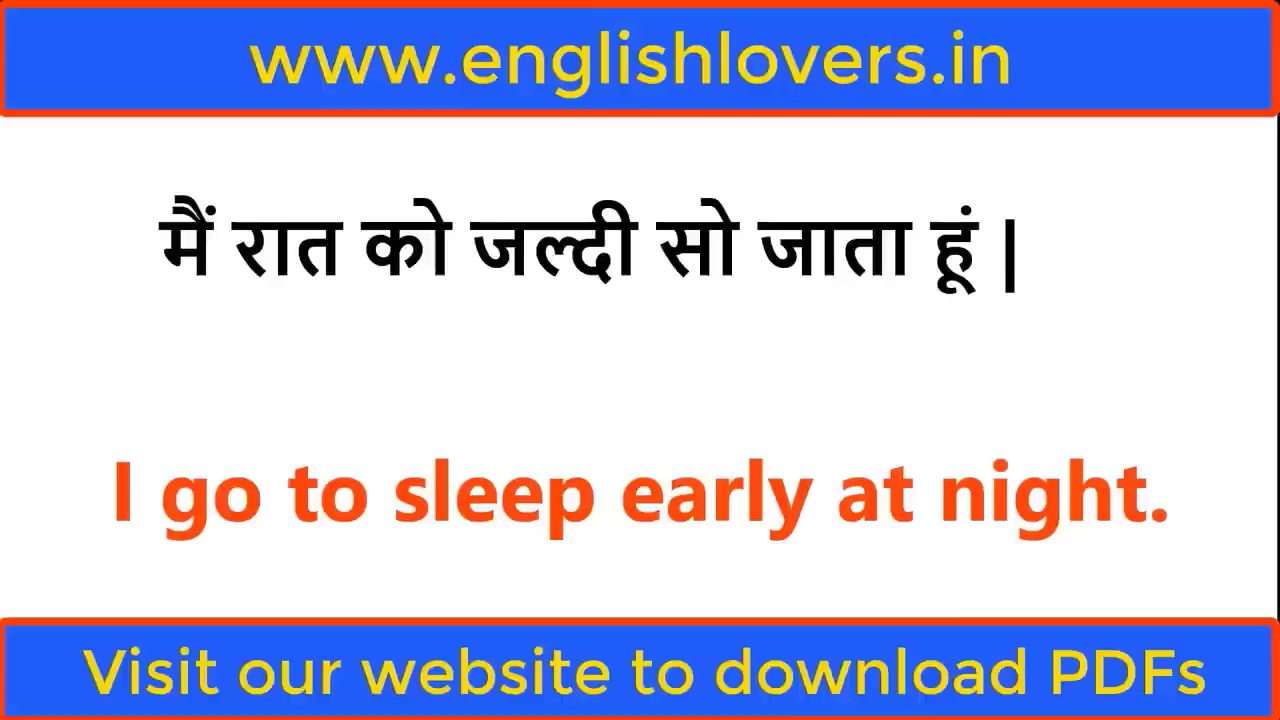 www.englishlovers.in
मैं रात को जल्दी सो जाता हूं |
I go to sleep early at night.
Visit our website to download PDFs